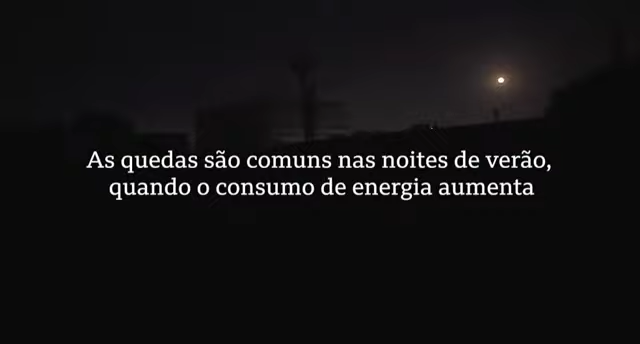 As quedas são comuns nas noites de verão,
quando o consumo de energia aumenta